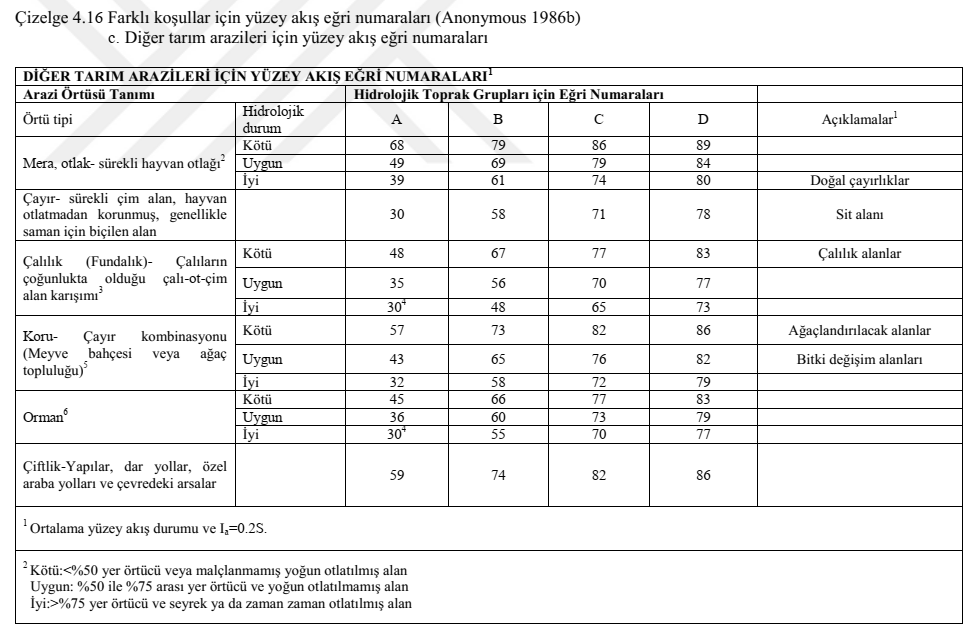 Çizelge 4.16 Farklı koşullar için yüzey akış eğri numaraları (Anonymous 1986b)
c. Diğer tarım arazileri için yüzey akış eğri numaraları
DİĞER TARIM ARAZİLERİ İÇİN YÜZEY AKIŞ EĞRİ NUMARALARI¹
Arazi Örtüsü Tanımı Hidrolojik Toprak Grupları için Eğri Numaraları
Örtü tipi Hidrolojik durum A B C D Açıklamalar¹
Mera, otlak- sürekli hayvan otlağı² Kötü 68 79 86 89
Uygun 49 69 79 84
İyi 39 61 74 80 Doğal çayırlıklar
Çayır- sürekli çim alan, hayvan
otlatmadan korunmuş, genellikle
saman için biçilen alan
30 58 71 78 Sit alanı
Çalılık (Fundalık)- Çalıların
çoğunlukta olduğu çalı-ot-çim
alan karışımı³
Kötü 48 67 77 83 Çalılık alanlar
Uygun 35 56 70 77
İyi 30⁴ 48 65 73
Koru- Çayır kombinasyonu
(Meyve bahçesi veya ağaç
topluluğu)⁵
Kötü 57 73 82 86 Ağaçlandırılacak alanlar
Uygun 43 65 76 82 Bitki değişim alanları
İyi 32 58 72 79
Orman⁶ Kötü 45 66 77 83
Uygun 36 60 73 79
İyi 30⁴ 55 70 77
Çiftlik-Yapılar, dar yollar, özel
araba yolları ve çevredeki arsalar
59 74 82 86
¹ Ortalama yüzey akış durumu ve Iₐ=0.2S.
² Kötü:<%50 yer örtücü veya malçlanmamış yoğun otlatılmış alan
Uygun: %50 ile %75 arası yer örtücü ve yoğun otlatılmamış alan
İyi:>%75 yer örtücü ve seyrek ya da zaman zaman otlatılmış alan